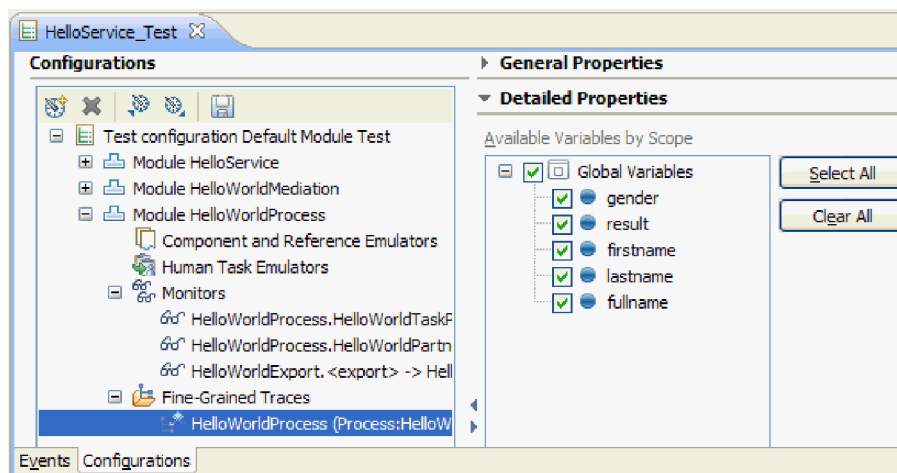 HelloService_Test
Configurations
Test configuration Default Module Test
Module HelloService
Module HelloWorldMediation
Module HelloWorldProcess
Component and Reference Emulators
Human Task Emulators
Monitors
HelloWorldProcess.HelloWorldTaskP
HelloWorldProcess.HelloWorldPartn
HelloWorldExport. <export> -> Hell
Fine-Grained Traces
HelloWorldProcess (Process:HelloW
General Properties
Detailed Properties
Available Variables by Scope
Global Variables
gender
result
firstname
lastname
fullname
Select All
Clear All
Events
Configurations